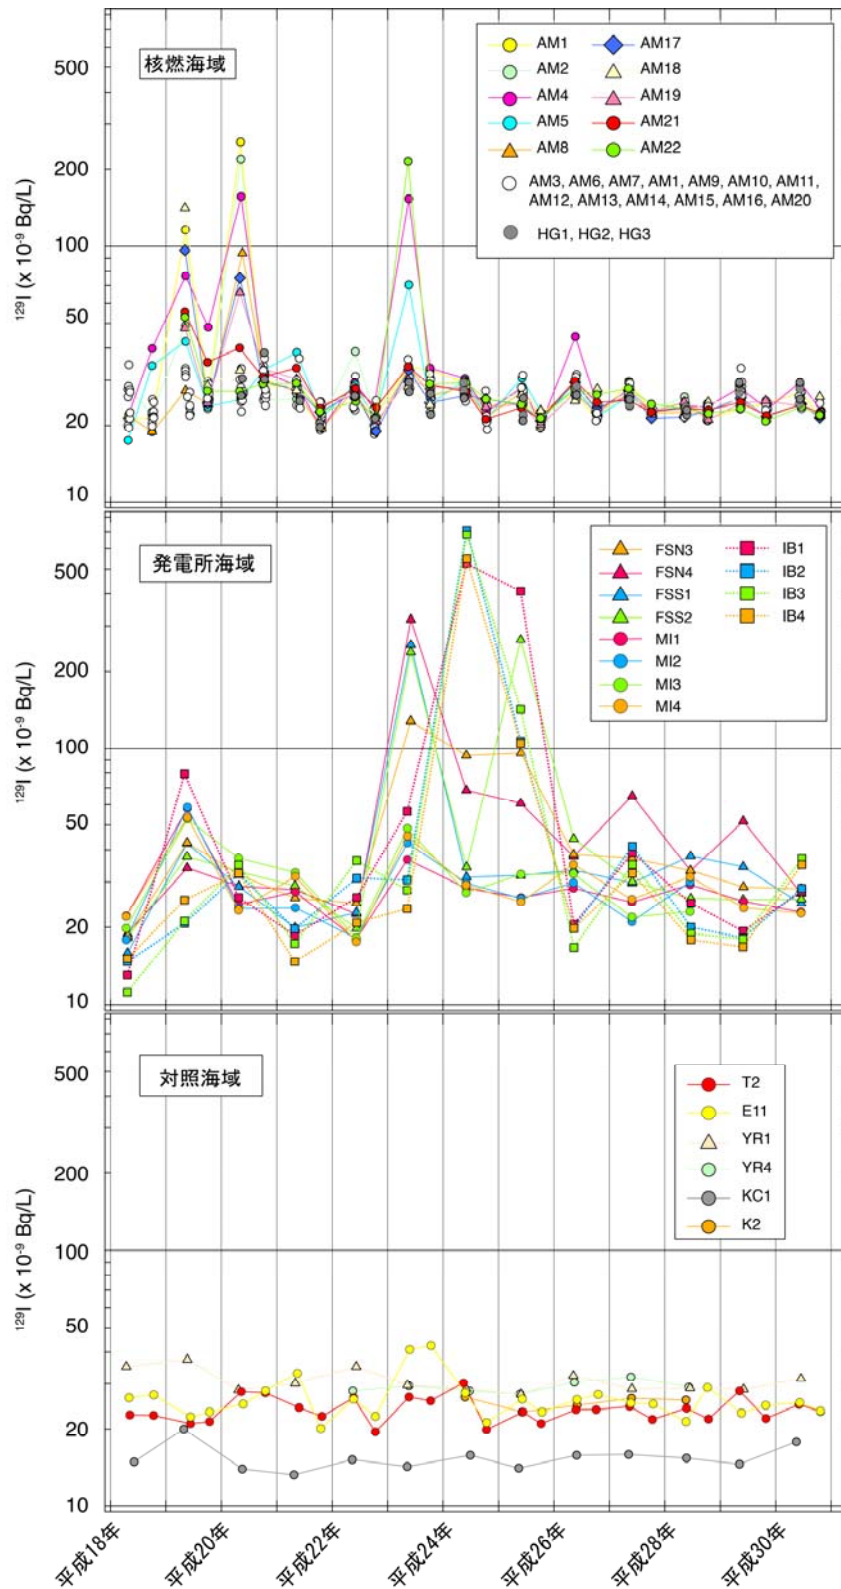 核燃海域
AM1
AM2
AM4
AM5
AM8
AM17
AM18
AM19
AM21
AM22
AM3, AM6, AM7, AM1, AM9, AM10, AM11,
AM12, AM13, AM14, AM15, AM16, AM20
HG1, HG2, HG3
500
200
100
50
20
10
¹²⁹I (x 10⁻⁹ Bq/L)
発電所海域
FSN3
FSN4
FSS1
FSS2
MI1
MI2
MI3
MI4
IB1
IB2
IB3
IB4
500
200
100
50
20
10
¹²⁹I (x 10⁻⁹ Bq/L)
対照海域
T2
E11
YR1
YR4
KC1
K2
500
200
100
50
20
10
¹²⁹I (x 10⁻⁹ Bq/L)
平成18年
平成20年
平成22年
平成24年
平成26年
平成28年
平成30年